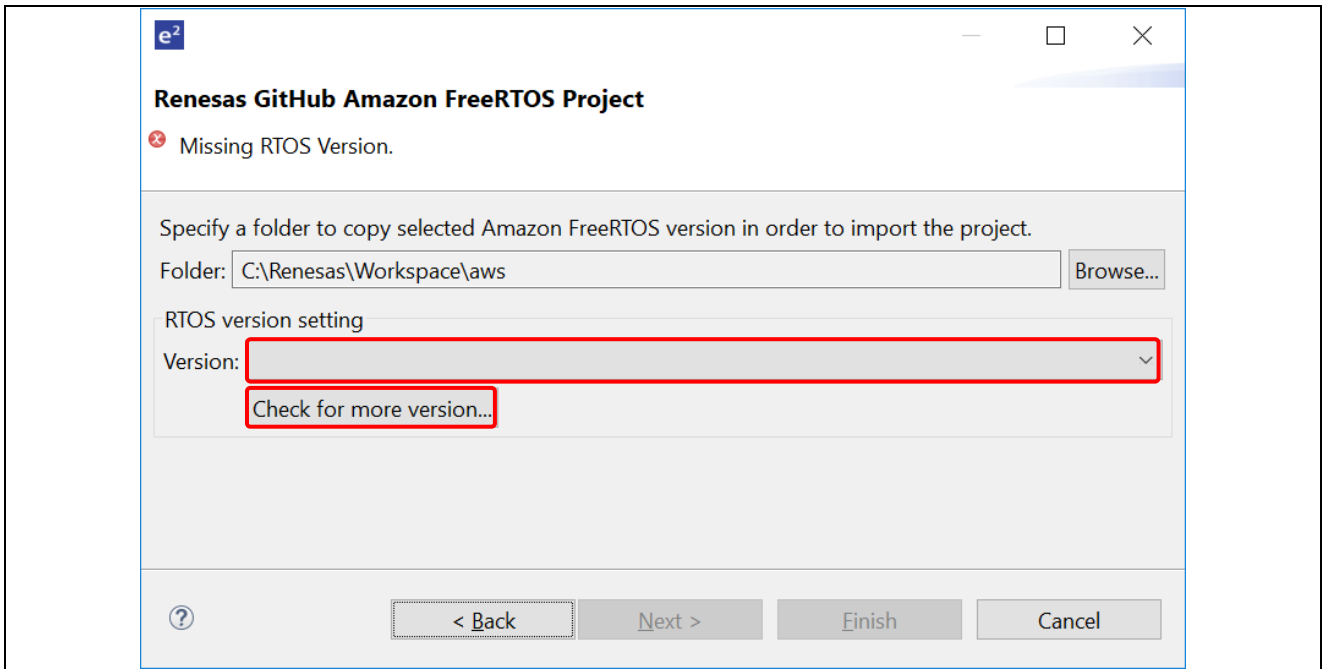 e²
Renesas GitHub Amazon FreeRTOS Project
Missing RTOS Version.
Specify a folder to copy selected Amazon FreeRTOS version in order to import the project.
Folder: C:\Renesas\Workspace\aws Browse...
RTOS version setting
Version:
Check for more version...
? < Back Next > Finish Cancel